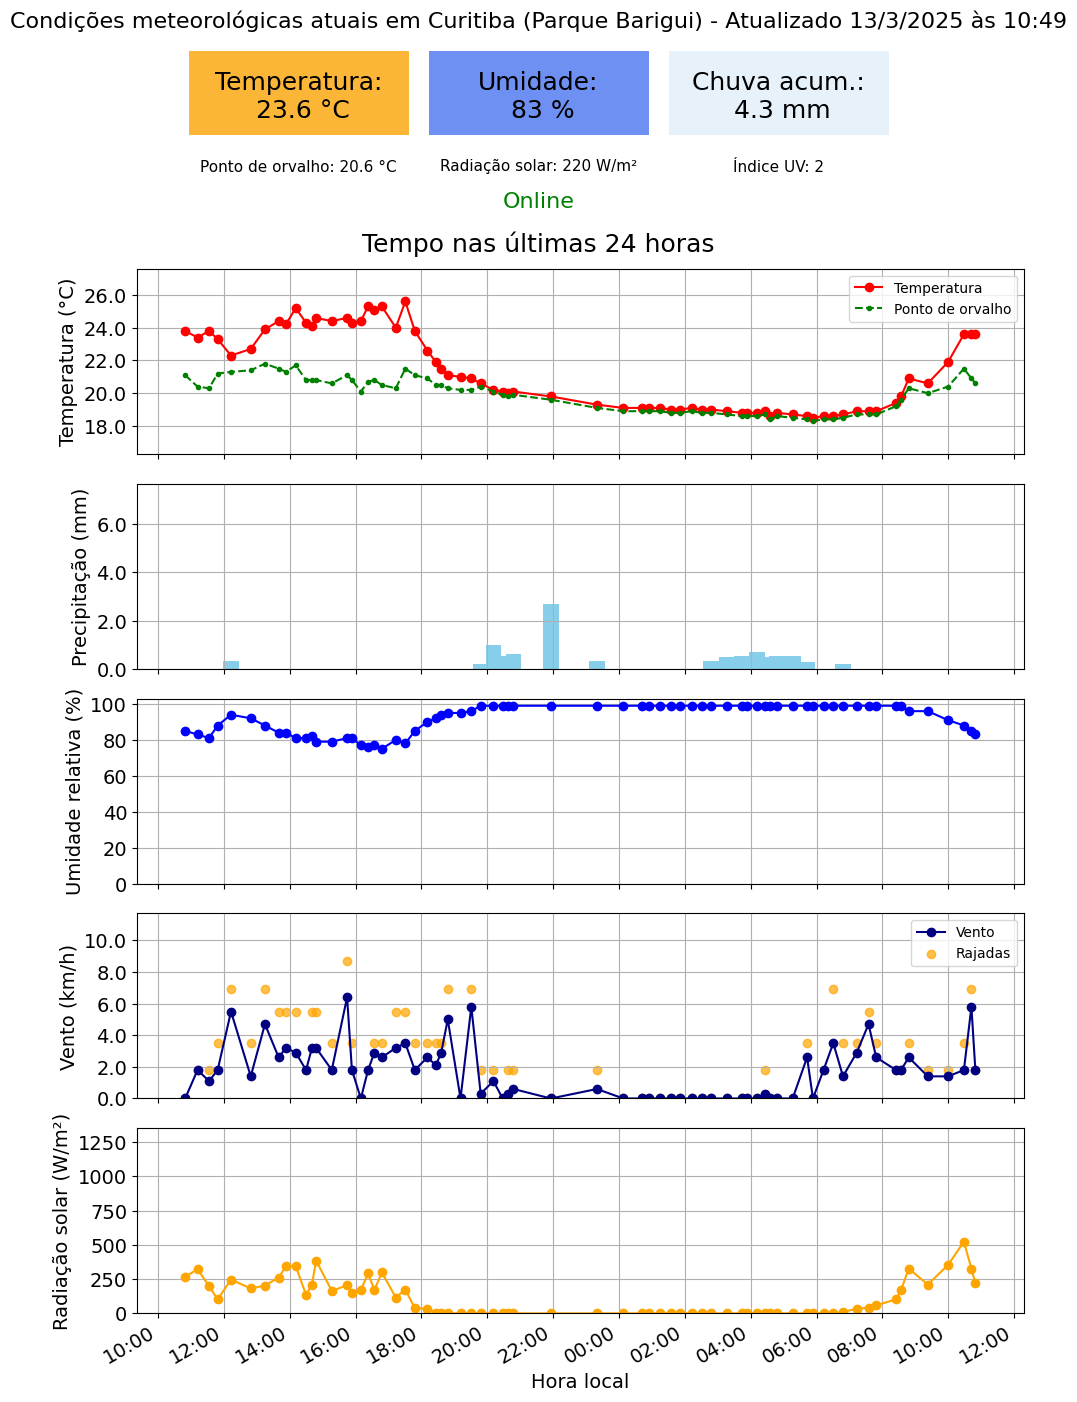 Condições meteorológicas atuais em Curitiba (Parque Barigui) - Atualizado 13/3/2025 às 10:49
Temperatura:
23.6 °C
Umidade:
83 %
Chuva acum.:
4.3 mm
Ponto de orvalho: 20.6 °C
Radiação solar: 220 W/m²
Índice UV: 2
Online
Tempo nas últimas 24 horas
Temperatura (°C)
26.0
24.0
22.0
20.0
18.0
Temperatura
Ponto de orvalho
Precipitação (mm)
6.0
4.0
2.0
0.0
Umidade relativa (%)
100
80
60
40
20
0
Vento (km/h)
10.0
8.0
6.0
4.0
2.0
0.0
Vento
Rajadas
Radiação solar (W/m²)
1250
1000
750
500
250
0
10:00
12:00
14:00
16:00
18:00
20:00
22:00
00:00
02:00
04:00
06:00
08:00
10:00
12:00
Hora local